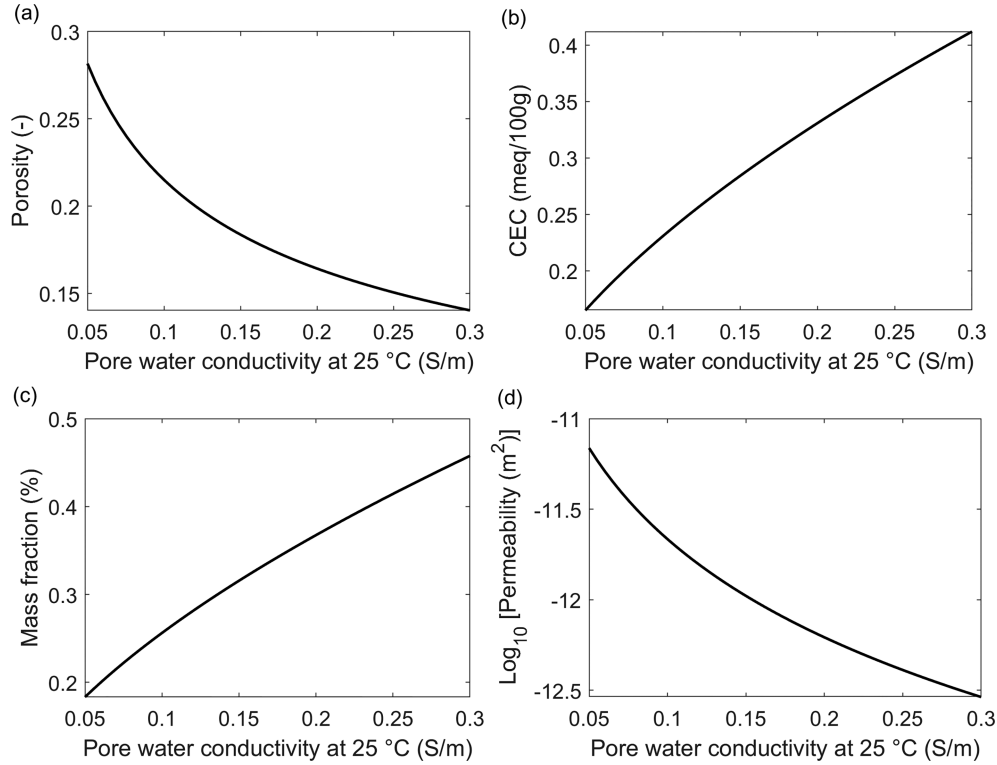 (a)
0.3
0.25
0.2
0.15
Porosity (-)
0.05 0.1 0.15 0.2 0.25 0.3
Pore water conductivity at 25 °C (S/m)
(b)
0.4
0.35
0.3
0.25
0.2
CEC (meq/100g)
0.05 0.1 0.15 0.2 0.25 0.3
Pore water conductivity at 25 °C (S/m)
(c)
0.5
0.4
0.3
0.2
Mass fraction (%)
0.05 0.1 0.15 0.2 0.25 0.3
Pore water conductivity at 25 °C (S/m)
(d)
-11
-11.5
-12
-12.5
Log₁₀ [Permeability (m²)]
0.05 0.1 0.15 0.2 0.25 0.3
Pore water conductivity at 25 °C (S/m)